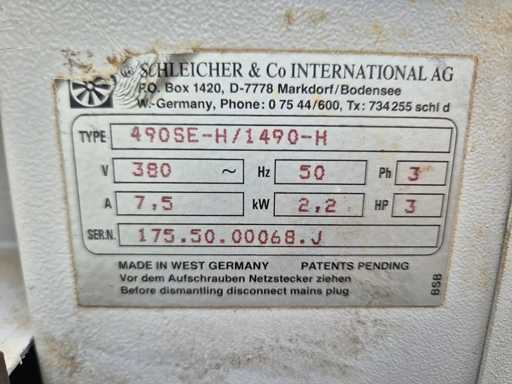 ® SCHLEICHER & Co INTERNATIONAL AG
P.O. Box 1420, D-7778 Markdorf/Bodensee
W.-Germany, Phone: 0 75 44/600, Tx: 734 255 schl d
TYPE 490SE-H/1490-H
V 380 ~ Hz 50 Ph 3
A 7,5 kW 2,2 HP 3
SER.N. 175.50.00068.J
MADE IN WEST GERMANY PATENTS PENDING
Vor dem Aufschrauben Netzstecker ziehen
Before dismantling disconnect mains plug
BSB